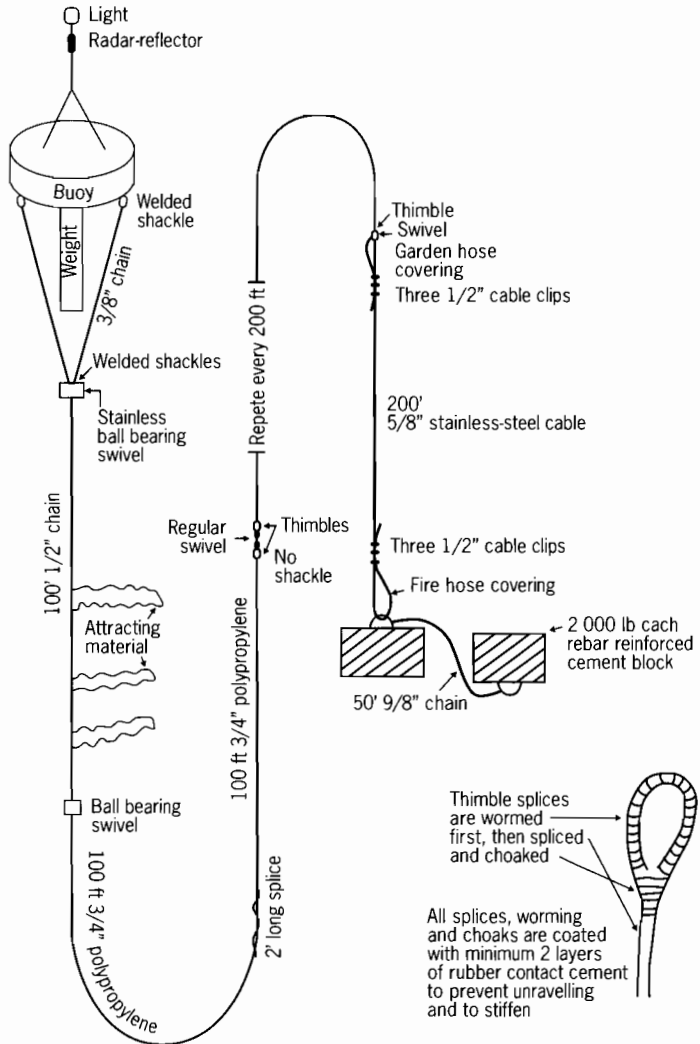 Light
Radar-reflector
Buoy
Welded
shackle
Weight
3/8" chain
Welded shackles
Stainless
ball bearing
swivel
100' 1/2" chain
Attracting
material
Ball bearing
swivel
100 ft 3/4" polypropylene
2' long splice
100 ft 3/4" polypropylene
Regular
swivel
Thimbles
No
shackle
Repete every 200 ft
Thimble
Swivel
Garden hose
covering
Three 1/2" cable clips
200'
5/8" stainless-steel cable
Three 1/2" cable clips
Fire hose covering
2 000 lb cach
rebar reinforced
cement block
50' 9/8" chain
Thimble splices
are wormed
first, then spliced
and choaked
All splices, worming
and choaks are coated
with minimum 2 layers
of rubber contact cement
to prevent unravelling
and to stiffen